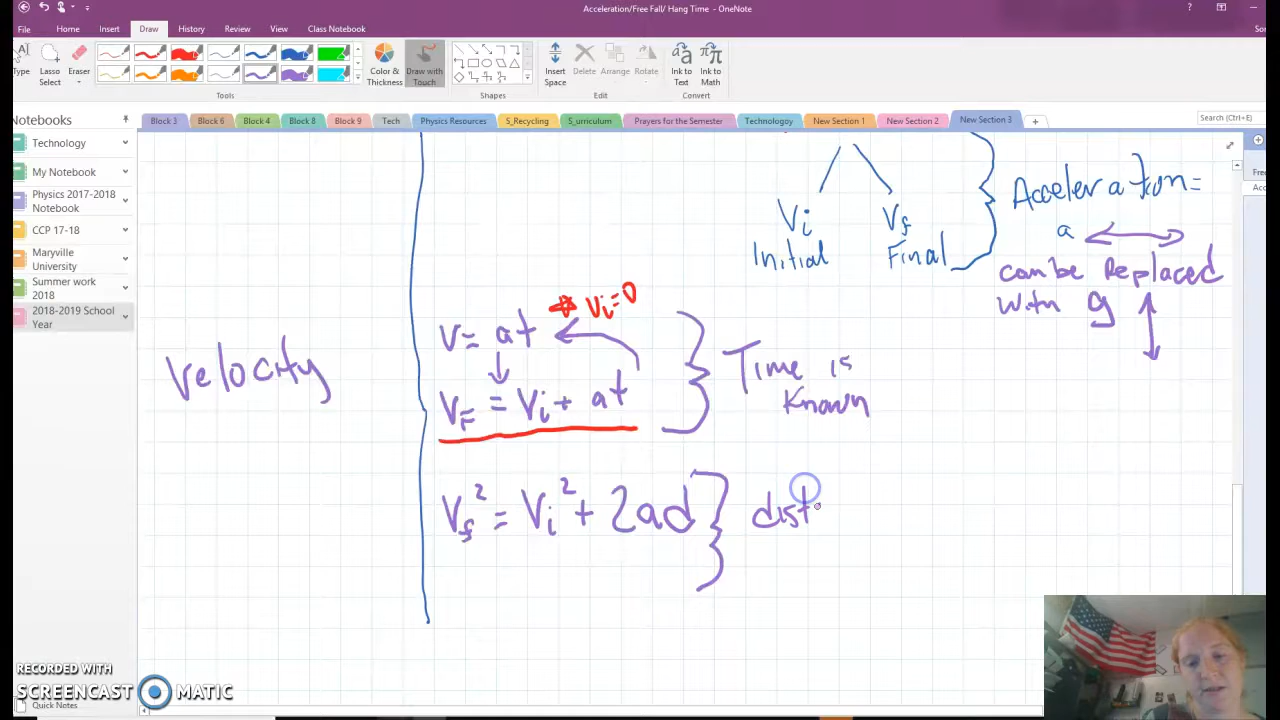 Acceleration/Free Fall/ Hang Time - OneNote
File Home Insert Draw History Review View Class Notebook
Type Lasso Select Eraser Color & Thickness Draw with Touch Insert Space Delete Arrange Rotate Ink to Text Ink to Math
Tools Shapes Edit Convert
Notebooks
Block 3 Block 6 Block 4 Block 8 Block 9 Tech Physics Resources S_Recycling S_urriculum Prayers for the Semester Technologoy New Section 1 New Section 2 New Section 3
Search (Ctrl+E)
Technology
My Notebook
Physics 2017-2018 Notebook
CCP 17-18
Maryville University
Summer work 2018
2018-2019 School Year
Vi
Initial
Vf
Final
Acceleration=
a
can be Replaced
with g
Velocity
V= at
Vi=0
VF = Vi + at
Time is
Known
Vf² = Vi² + 2ad
dist
RECORDED WITH
SCREENCAST MATIC
Quick Notes